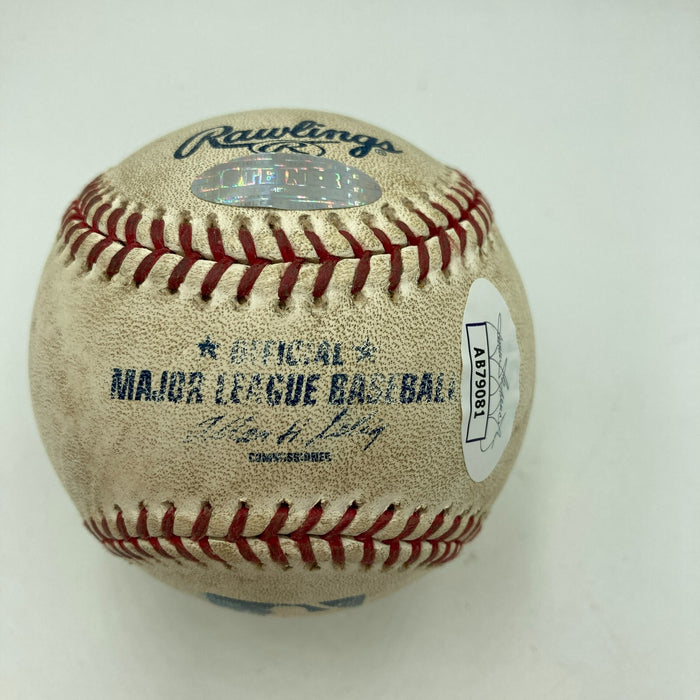 Rawlings
R
★ OFFICIAL ★
MAJOR LEAGUE BASEBALL
COMMISSIONER
AB79081